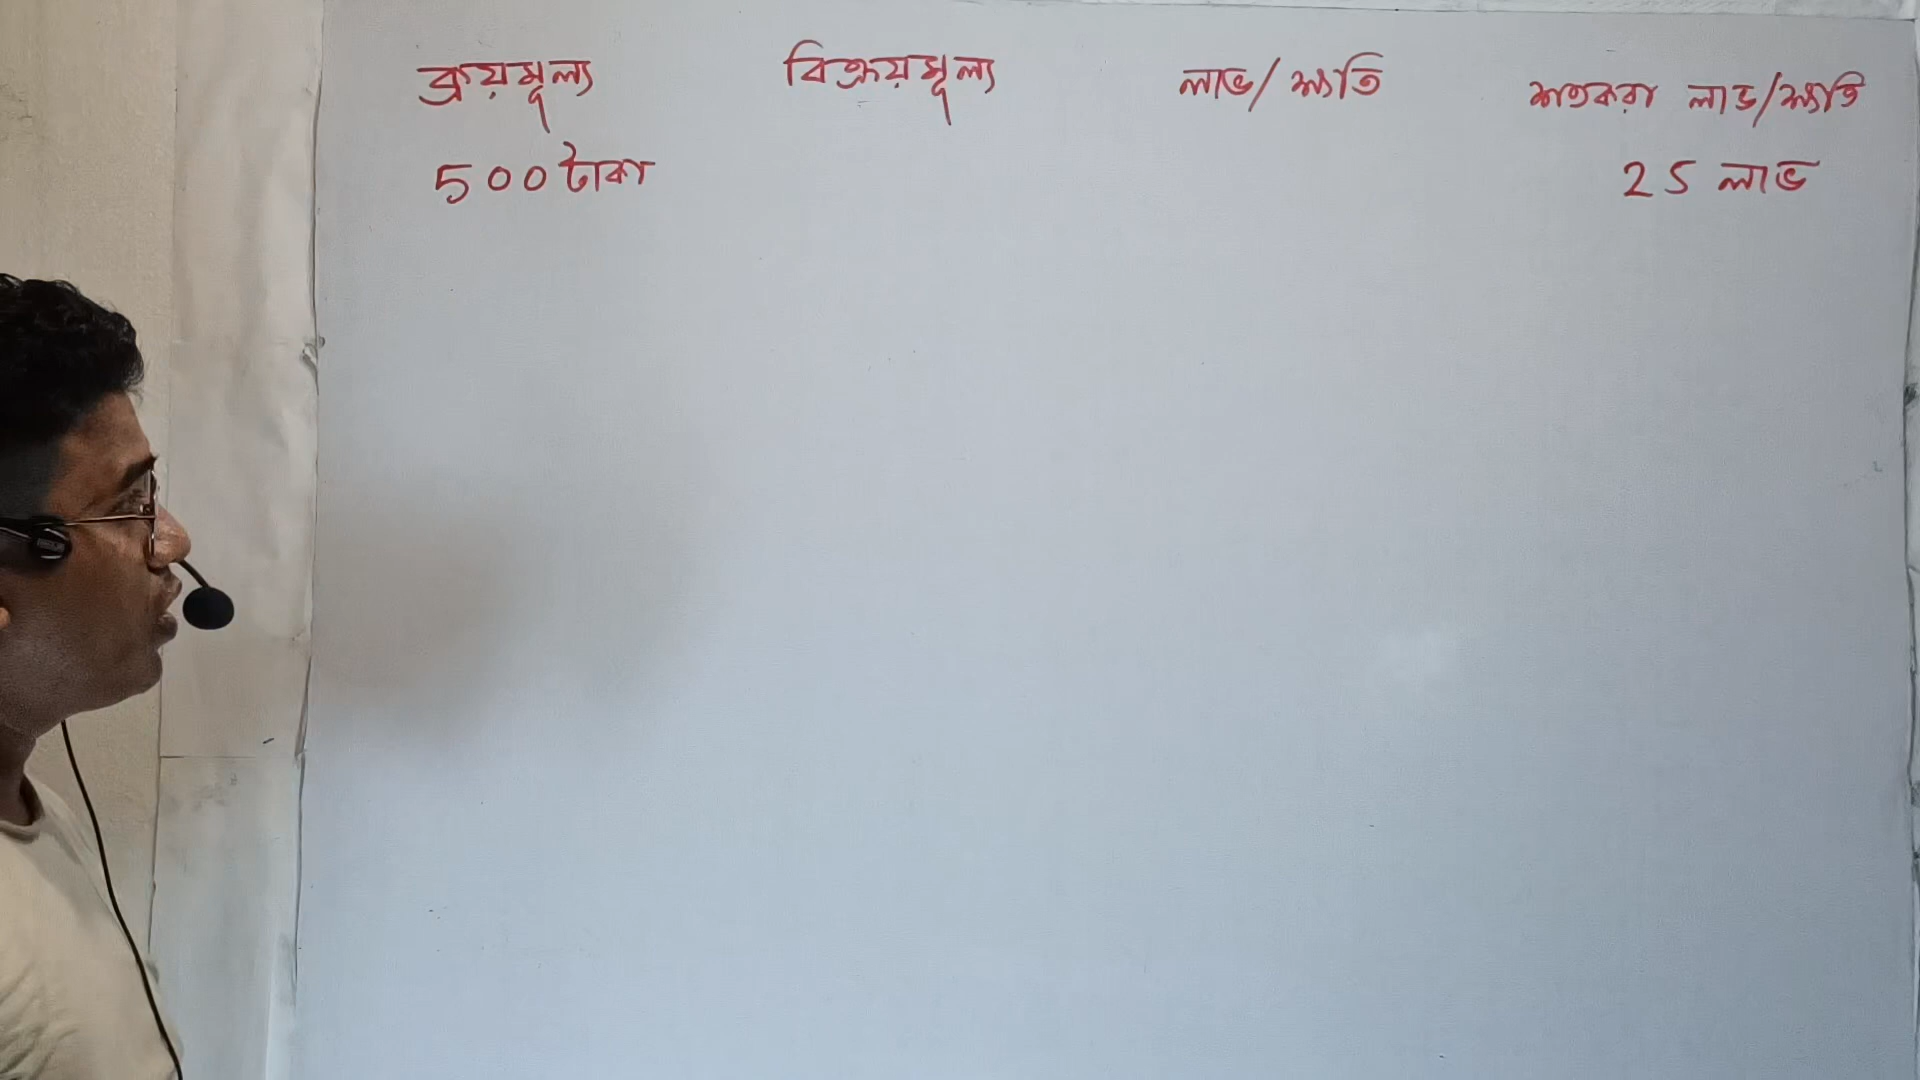 ক্রয়মূল্য বিক্রয়মূল্য লাভ/ক্ষতি শতকরা লাভ/ক্ষতি
500 টাকা 25 লাভ